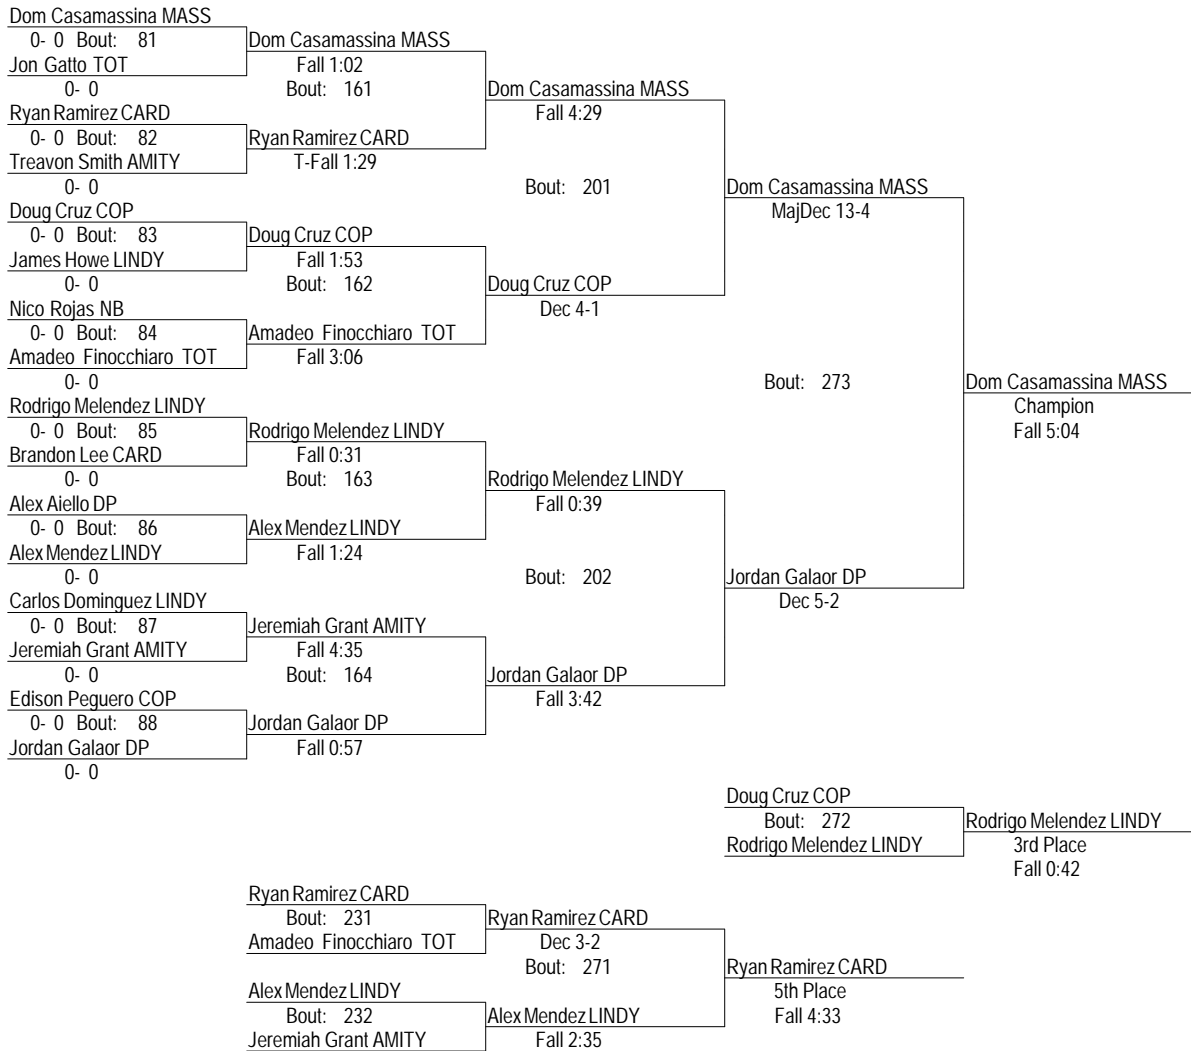 Dom Casamassina MASS
0- 0 Bout: 81
Dom Casamassina MASS
Jon Gatto TOT
Fall 1:02
0- 0
Bout: 161
Dom Casamassina MASS
Ryan Ramirez CARD
Fall 4:29
0- 0 Bout: 82
Ryan Ramirez CARD
Treavon Smith AMITY
T-Fall 1:29
0- 0
Bout: 201
Dom Casamassina MASS
Doug Cruz COP
MajDec 13-4
0- 0 Bout: 83
Doug Cruz COP
James Howe LINDY
Fall 1:53
0- 0
Bout: 162
Doug Cruz COP
Nico Rojas NB
Dec 4-1
0- 0 Bout: 84
Amadeo Finocchiaro TOT
Amadeo Finocchiaro TOT
Fall 3:06
0- 0
Bout: 273
Dom Casamassina MASS
Rodrigo Melendez LINDY
Champion
0- 0 Bout: 85
Rodrigo Melendez LINDY
Fall 5:04
Brandon Lee CARD
Fall 0:31
0- 0
Bout: 163
Rodrigo Melendez LINDY
Alex Aiello DP
Fall 0:39
0- 0 Bout: 86
Alex Mendez LINDY
Alex Mendez LINDY
Fall 1:24
0- 0
Bout: 202
Jordan Galaor DP
Carlos Dominguez LINDY
Dec 5-2
0- 0 Bout: 87
Jeremiah Grant AMITY
Jeremiah Grant AMITY
Fall 4:35
0- 0
Bout: 164
Jordan Galaor DP
Edison Peguero COP
Fall 3:42
0- 0 Bout: 88
Jordan Galaor DP
Jordan Galaor DP
Fall 0:57
0- 0
Doug Cruz COP
Bout: 272
Rodrigo Melendez LINDY
Rodrigo Melendez LINDY
3rd Place
Fall 0:42
Ryan Ramirez CARD
Bout: 231
Ryan Ramirez CARD
Amadeo Finocchiaro TOT
Dec 3-2
Bout: 271
Ryan Ramirez CARD
Alex Mendez LINDY
5th Place
Bout: 232
Alex Mendez LINDY
Fall 4:33
Jeremiah Grant AMITY
Fall 2:35